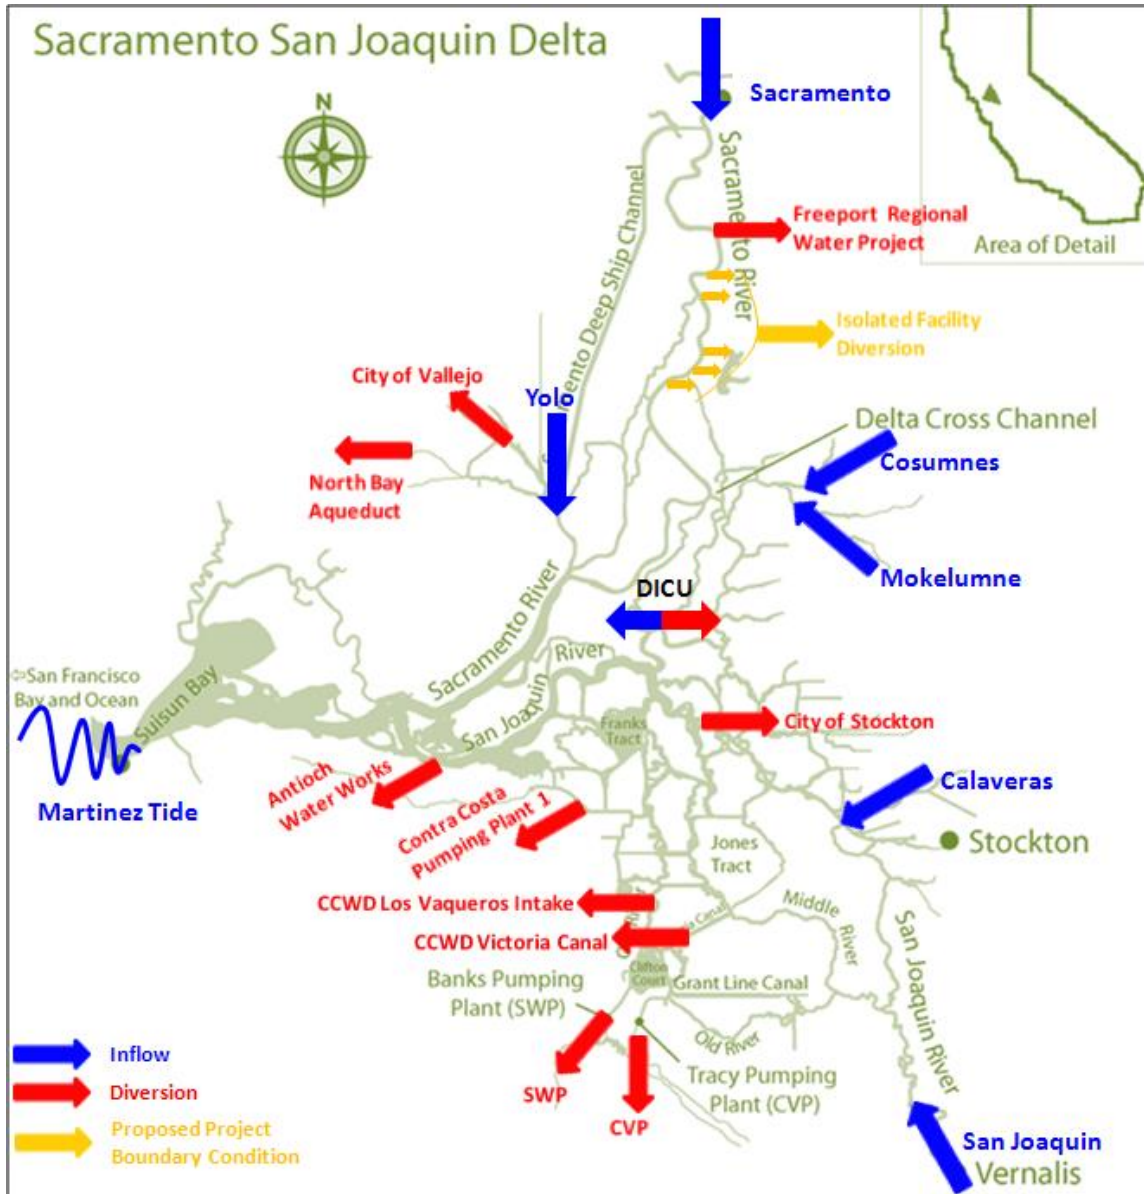 Sacramento San Joaquin Delta
N
Sacramento
Sacramento River
Freeport Regional
Water Project
Area of Detail
Deep Ship Channel
Isolated Facility
Diversion
City of Vallejo
Yolo
Delta Cross Channel
Cosumnes
North Bay
Aqueduct
Mokelumne
DICU
Sacramento River
San Joaquin River
⇦San Francisco
Bay and Ocean
Suisun Bay
Franks
Tract
City of Stockton
Martinez Tide
Antioch
Water Works
Contra Costa
Pumping Plant 1
Calaveras
Stockton
Jones
Tract
CCWD Los Vaqueros Intake
CCWD Victoria Canal
Canal
Middle
River
San Joaquin River
Clifton
Court
Banks Pumping
Plant (SWP)
Grant Line Canal
Old River
Tracy Pumping
Plant (CVP)
SWP
CVP
San Joaquin
Vernalis
Inflow
Diversion
Proposed Project
Boundary Condition